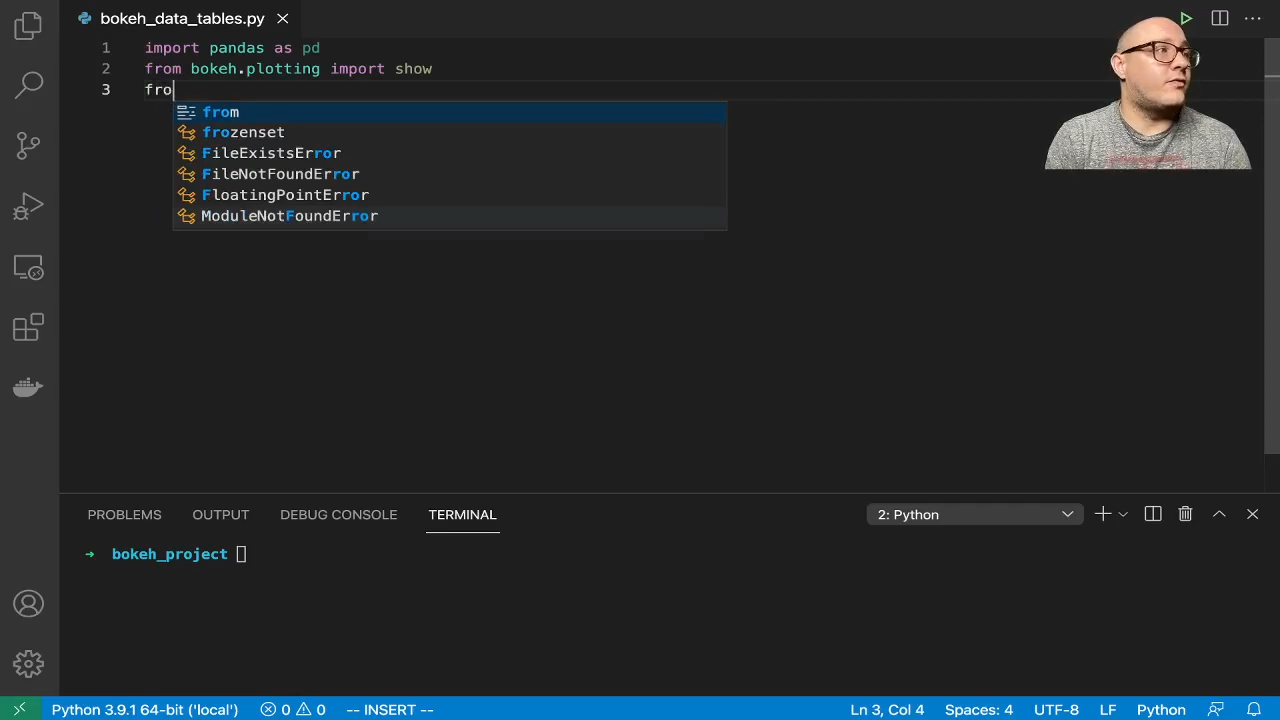 bokeh_data_tables.py
1 import pandas as pd
2 from bokeh.plotting import show
3 fro
from
frozenset
FileExistsError
FileNotFoundError
FloatingPointError
ModuleNotFoundError
PROBLEMS OUTPUT DEBUG CONSOLE TERMINAL 2: Python
→ bokeh_project
Python 3.9.1 64-bit ('local') 0 0 -- INSERT -- Ln 3, Col 4 Spaces: 4 UTF-8 LF Python